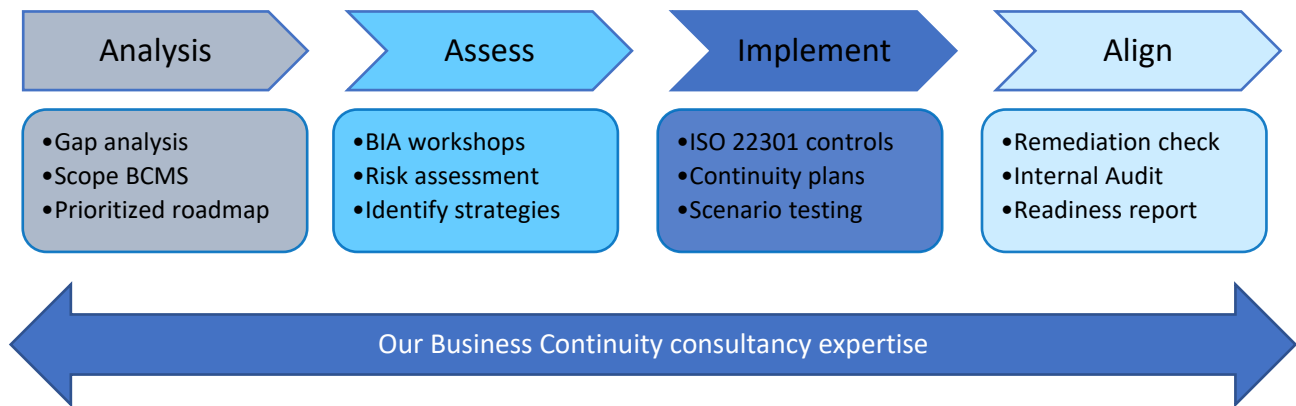 Analysis
•Gap analysis
•Scope BCMS
•Prioritized roadmap
Assess
•BIA workshops
•Risk assessment
•Identify strategies
Implement
•ISO 22301 controls
•Continuity plans
•Scenario testing
Align
•Remediation check
•Internal Audit
•Readiness report
Our Business Continuity consultancy expertise